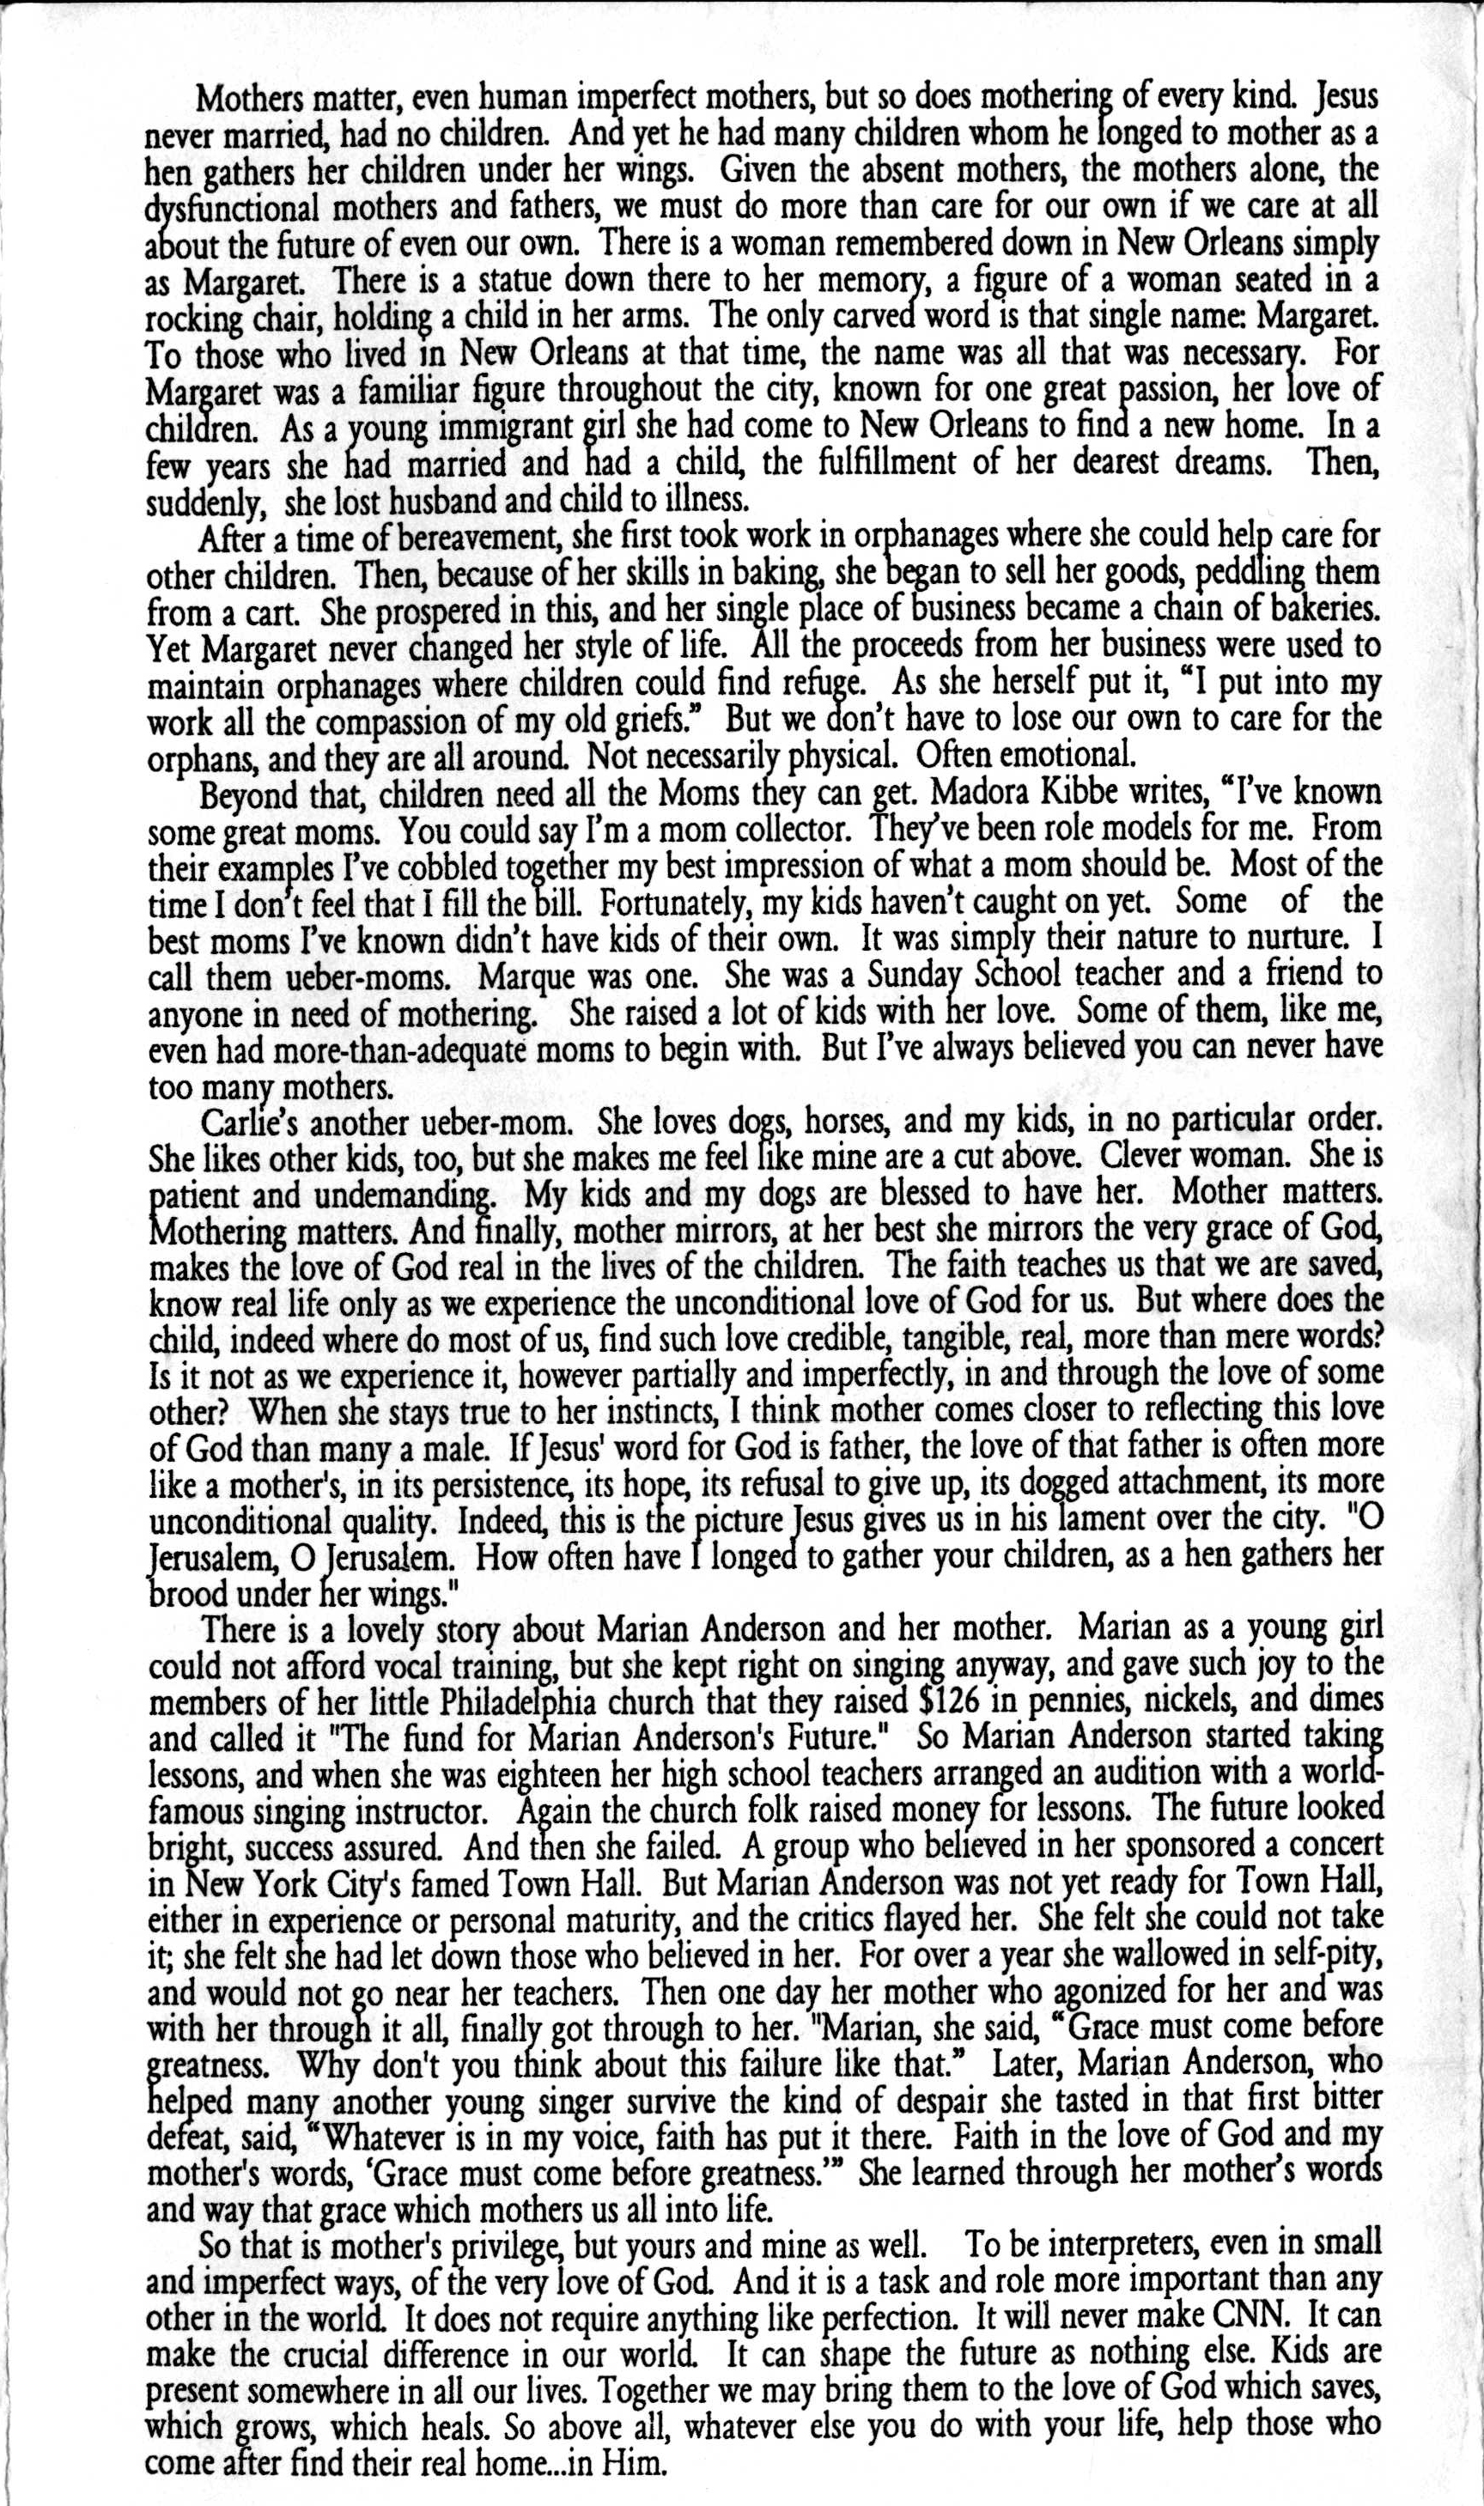 Mothers matter, even human imperfect mothers, but so does mothering of every kind. Jesus
never married, had no children. And yet he had many children whom he longed to mother as a
hen gathers her children under her wings. Given the absent mothers, the mothers alone, the
dysfunctional mothers and fathers, we must do more than care for our own if we care at all
about the future of even our own. There is a woman remembered down in New Orleans simply
as Margaret. There is a statue down there to her memory, a figure of a woman seated in a
rocking chair, holding a child in her arms. The only carved word is that single name: Margaret.
To those who lived in New Orleans at that time, the name was all that was necessary. For
Margaret was a familiar figure throughout the city, known for one great passion, her love of
children. As a young immigrant girl she had come to New Orleans to find a new home. In a
few years she had married and had a child, the fulfillment of her dearest dreams. Then,
suddenly, she lost husband and child to illness.
After a time of bereavement, she first took work in orphanages where she could help care for
other children. Then, because of her skills in baking, she began to sell her goods, peddling them
from a cart. She prospered in this, and her single place of business became a chain of bakeries.
Yet Margaret never changed her style of life. All the proceeds from her business were used to
maintain orphanages where children could find refuge. As she herself put it, “I put into my
work all the compassion of my old griefs.” But we don’t have to lose our own to care for the
orphans, and they are all around. Not necessarily physical. Often emotional.
Beyond that, children need all the Moms they can get. Madora Kibbe writes, “I’ve known
some great moms. You could say I’m a mom collector. They’ve been role models for me. From
their examples I’ve cobbled together my best impression of what a mom should be. Most of the
time I don’t feel that I fill the bill. Fortunately, my kids haven’t caught on yet. Some of the
best moms I’ve known didn’t have kids of their own. It was simply their nature to nurture. I
call them ueber-moms. Marque was one. She was a Sunday School teacher and a friend to
anyone in need of mothering. She raised a lot of kids with her love. Some of them, like me,
even had more-than-adequate moms to begin with. But I’ve always believed you can never have
too many mothers.
Carlie’s another ueber-mom. She loves dogs, horses, and my kids, in no particular order.
She likes other kids, too, but she makes me feel like mine are a cut above. Clever woman. She is
patient and undemanding. My kids and my dogs are blessed to have her. Mother matters.
Mothering matters. And finally, mother mirrors, at her best she mirrors the very grace of God,
makes the love of God real in the lives of the children. The faith teaches us that we are saved,
know real life only as we experience the unconditional love of God for us. But where does the
child, indeed where do most of us, find such love credible, tangible, real, more than mere words?
Is it not as we experience it, however partially and imperfectly, in and through the love of some
other? When she stays true to her instincts, I think mother comes closer to reflecting this love
of God than many a male. If Jesus' word for God is father, the love of that father is often more
like a mother's, in its persistence, its hope, its refusal to give up, its dogged attachment, its more
unconditional quality. Indeed, this is the picture Jesus gives us in his lament over the city. "O
Jerusalem, O Jerusalem. How often have I longed to gather your children, as a hen gathers her
brood under her wings."
There is a lovely story about Marian Anderson and her mother. Marian as a young girl
could not afford vocal training, but she kept right on singing anyway, and gave such joy to the
members of her little Philadelphia church that they raised $126 in pennies, nickels, and dimes
and called it "The fund for Marian Anderson's Future." So Marian Anderson started taking
lessons, and when she was eighteen her high school teachers arranged an audition with a world-
famous singing instructor. Again the church folk raised money for lessons. The future looked
bright, success assured. And then she failed. A group who believed in her sponsored a concert
in New York City's famed Town Hall. But Marian Anderson was not yet ready for Town Hall,
either in experience or personal maturity, and the critics flayed her. She felt she could not take
it; she felt she had let down those who believed in her. For over a year she wallowed in self-pity,
and would not go near her teachers. Then one day her mother who agonized for her and was
with her through it all, finally got through to her. "Marian, she said, “Grace must come before
greatness. Why don't you think about this failure like that.” Later, Marian Anderson, who
helped many another young singer survive the kind of despair she tasted in that first bitter
defeat, said, “Whatever is in my voice, faith has put it there. Faith in the love of God and my
mother's words, ‘Grace must come before greatness.’” She learned through her mother’s words
and way that grace which mothers us all into life.
So that is mother's privilege, but yours and mine as well. To be interpreters, even in small
and imperfect ways, of the very love of God. And it is a task and role more important than any
other in the world. It does not require anything like perfection. It will never make CNN. It can
make the crucial difference in our world. It can shape the future as nothing else. Kids are
present somewhere in all our lives. Together we may bring them to the love of God which saves,
which grows, which heals. So above all, whatever else you do with your life, help those who
come after find their real home...in Him.